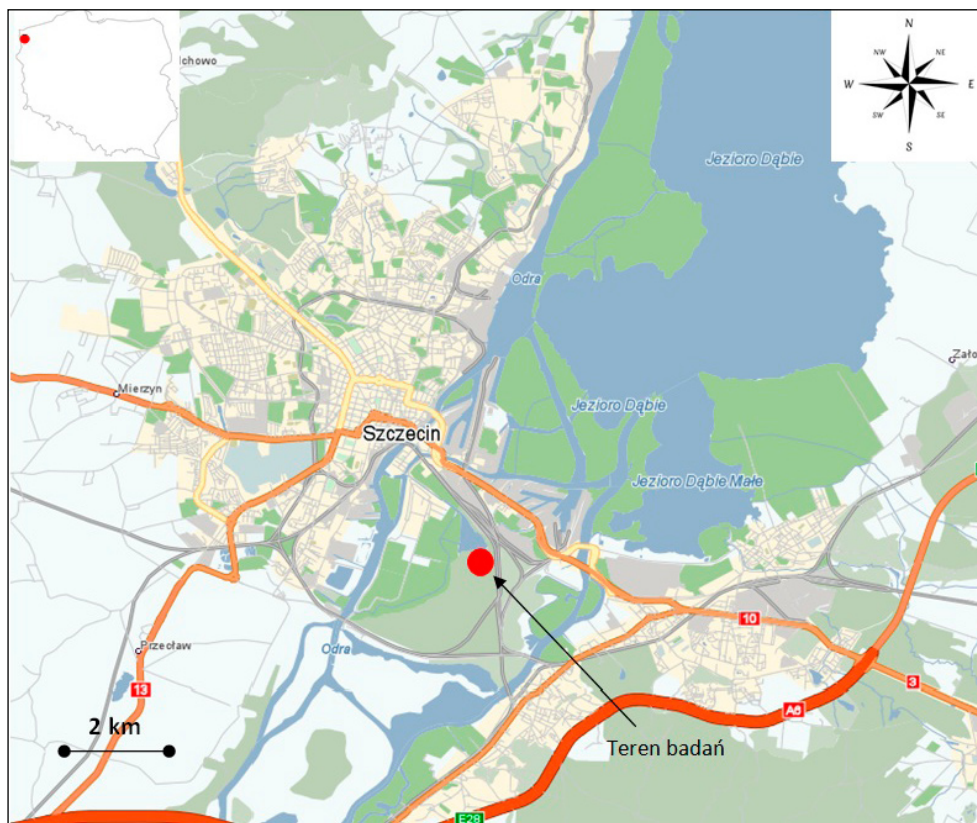 N
NW
NE
W
E
SW
SE
S
lchowo
Jezioro Dąbie
Odra
Zało
Mierzyn
Jezioro Dąbie
Szczecin
Jezioro Dąbie Małe
10
Przecław
Odra
13
3
A6
2 km
Teren badań
E28